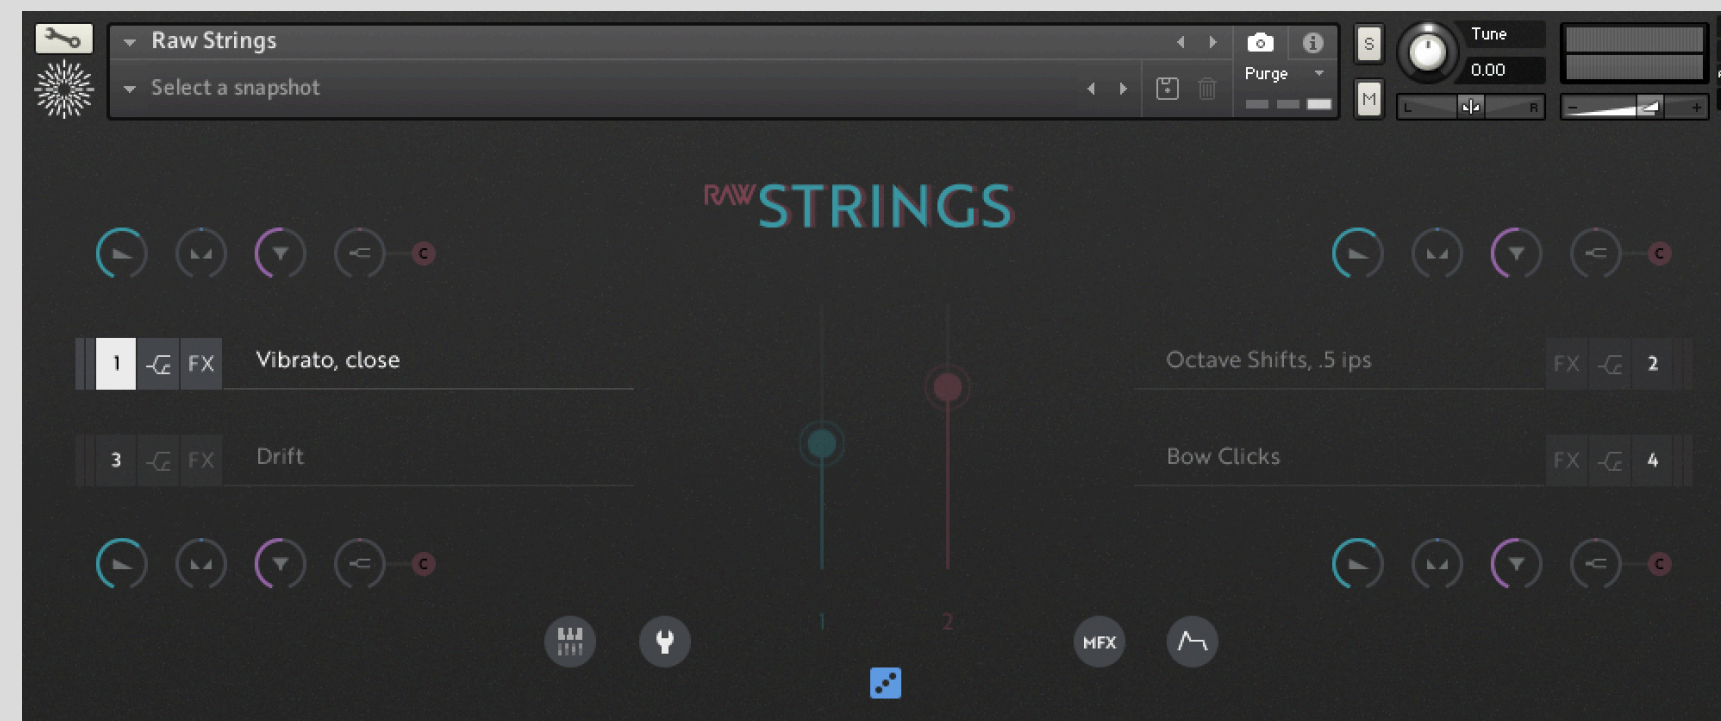 Raw Strings
Select a snapshot
Purge
S
M
Tune
0.00
L R
- +
RAW STRINGS
C
C
1 FX Vibrato, close
Octave Shifts, .5 ips FX 2
3 FX Drift
Bow Clicks FX 4
C
C
1 2
MFX